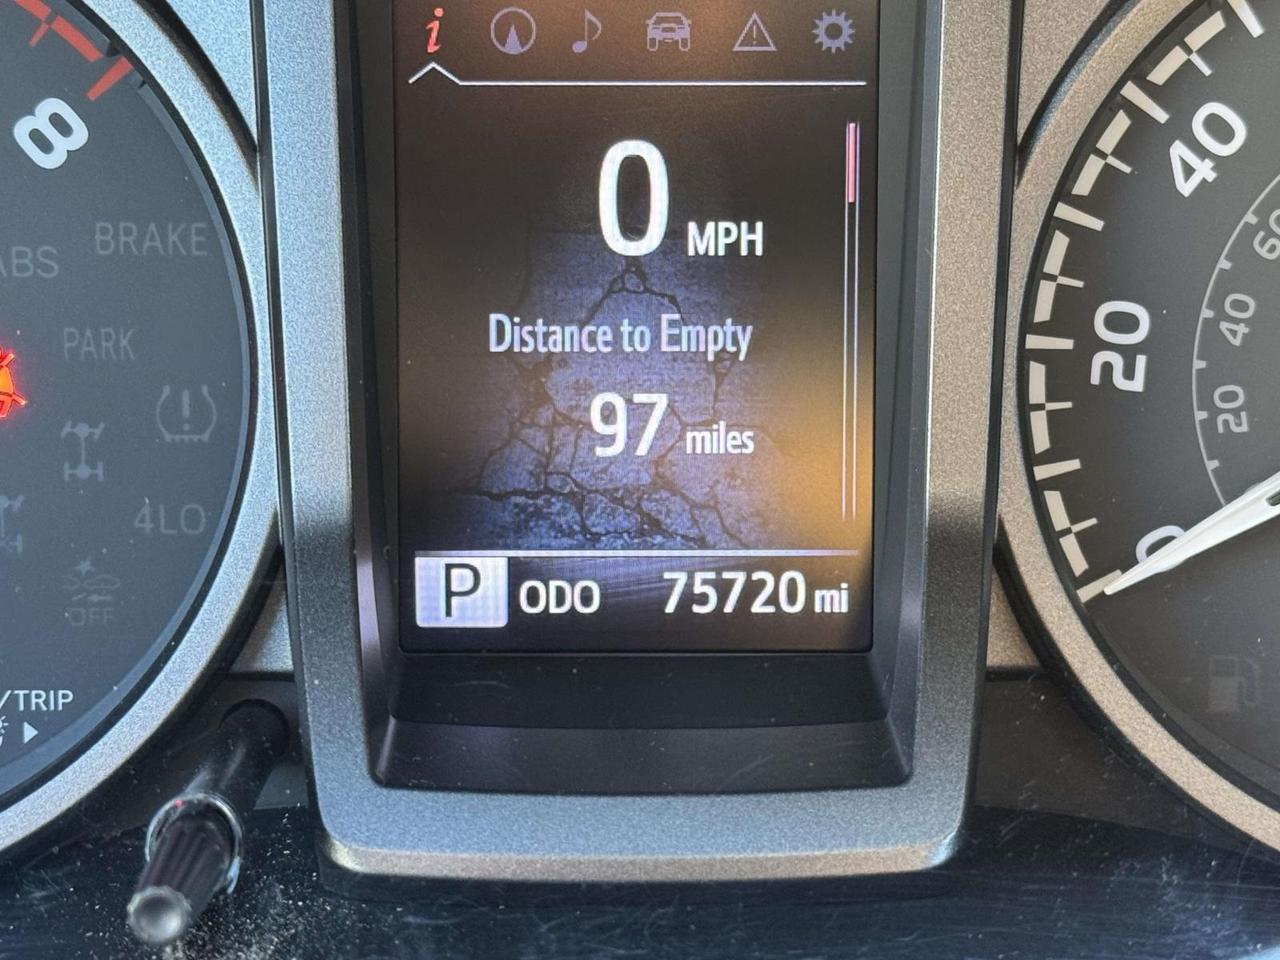 8
ABS
BRAKE
PARK
4LO
OFF
/TRIP
i
0 MPH
Distance to Empty
97 miles
P ODO 75720 mi
40
20
0
60
40
20